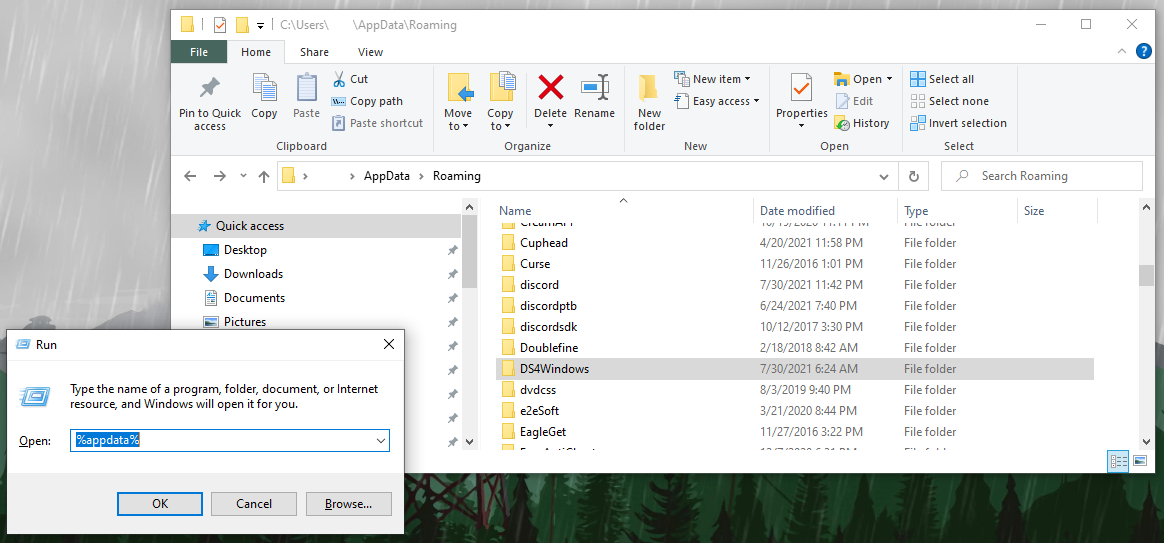 C:\Users\ \AppData\Roaming
File Home Share View
Pin to Quick access
Copy
Paste
Cut
Copy path
Paste shortcut
Clipboard
Move to
Copy to
Delete
Rename
Organize
New folder
New item
Easy access
New
Properties
Open
Edit
History
Open
Select all
Select none
Invert selection
Select
> > AppData > Roaming
Search Roaming
Quick access
Desktop
Downloads
Documents
Pictures
Name Date modified Type Size
Cuphead 4/20/2021 11:58 PM File folder
Curse 11/26/2016 1:01 PM File folder
discord 7/30/2021 11:42 PM File folder
discordptb 6/24/2021 7:40 PM File folder
discordsdk 10/12/2017 3:30 PM File folder
Doublefine 2/18/2018 8:42 AM File folder
DS4Windows 7/30/2021 6:24 AM File folder
dvdcss 8/3/2019 9:40 PM File folder
e2eSoft 3/21/2020 8:44 PM File folder
EagleGet 11/27/2016 3:22 PM File folder
Run
Type the name of a program, folder, document, or Internet
resource, and Windows will open it for you.
Open: %appdata%
OK Cancel Browse...